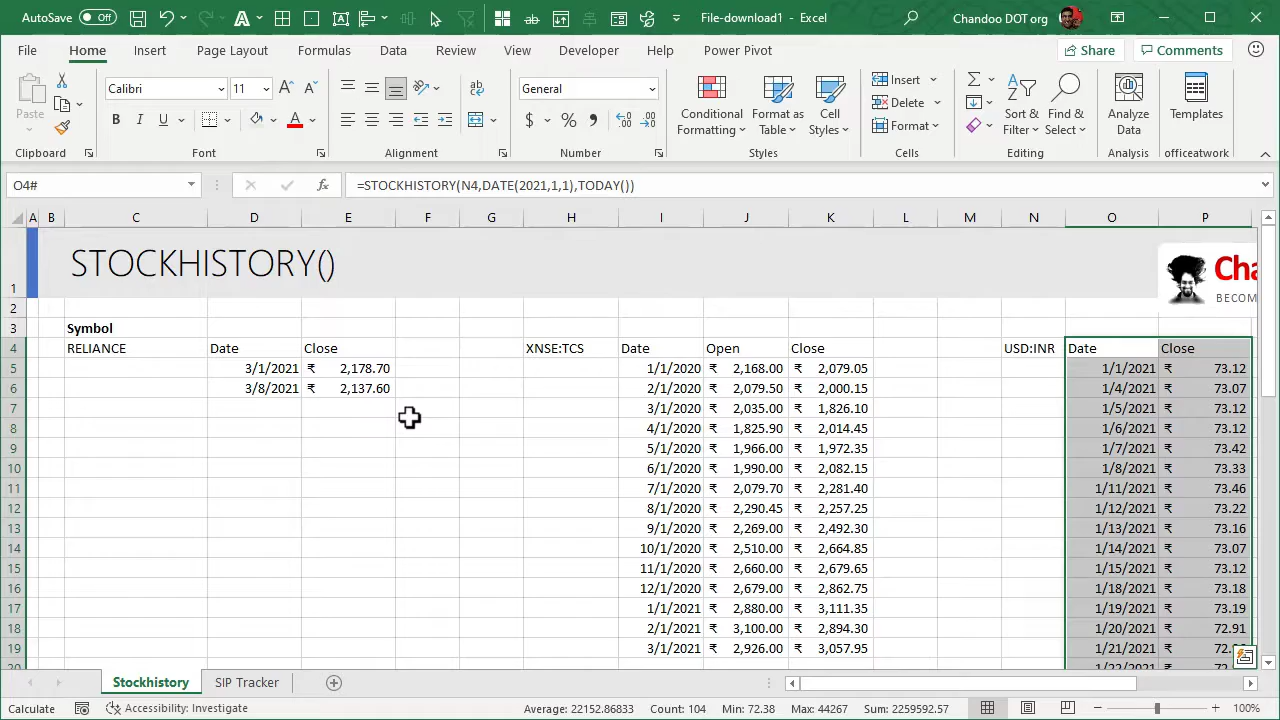 AutoSave Off File-download1 - Excel Chandoo DOT org
File Home Insert Page Layout Formulas Data Review View Developer Help Power Pivot Share Comments
Paste Calibri 11 General Conditional Formatting Format as Table Cell Styles Insert Delete Format Sort & Filter Find & Select Analyze Data Templates
Clipboard Font Alignment Number Styles Cells Editing Analysis officeatwork
O4# fx =STOCKHISTORY(N4,DATE(2021,1,1),TODAY())
A B C D E F G H I J K L M N O P
1 STOCKHISTORY() Cha
BECOM
2
3 Symbol
4 RELIANCE Date Close XNSE:TCS Date Open Close USD:INR Date Close
5 3/1/2021 ₹ 2,178.70 1/1/2020 ₹ 2,168.00 ₹ 2,079.05 1/1/2021 ₹ 73.12
6 3/8/2021 ₹ 2,137.60 2/1/2020 ₹ 2,079.50 ₹ 2,000.15 1/4/2021 ₹ 73.07
7 3/1/2020 ₹ 2,035.00 ₹ 1,826.10 1/5/2021 ₹ 73.12
8 4/1/2020 ₹ 1,825.90 ₹ 2,014.45 1/6/2021 ₹ 73.12
9 5/1/2020 ₹ 1,966.00 ₹ 1,972.35 1/7/2021 ₹ 73.42
10 6/1/2020 ₹ 1,990.00 ₹ 2,082.15 1/8/2021 ₹ 73.33
11 7/1/2020 ₹ 2,079.70 ₹ 2,281.40 1/11/2021 ₹ 73.46
12 8/1/2020 ₹ 2,290.45 ₹ 2,257.25 1/12/2021 ₹ 73.22
13 9/1/2020 ₹ 2,269.00 ₹ 2,492.30 1/13/2021 ₹ 73.16
14 10/1/2020 ₹ 2,510.00 ₹ 2,664.85 1/14/2021 ₹ 73.07
15 11/1/2020 ₹ 2,660.00 ₹ 2,679.65 1/15/2021 ₹ 73.12
16 12/1/2020 ₹ 2,679.00 ₹ 2,862.75 1/18/2021 ₹ 73.18
17 1/1/2021 ₹ 2,880.00 ₹ 3,111.35 1/19/2021 ₹ 73.19
18 2/1/2021 ₹ 3,100.00 ₹ 2,894.30 1/20/2021 ₹ 72.91
19 3/1/2021 ₹ 2,926.00 ₹ 3,057.95 1/21/2021 ₹
Stockhistory SIP Tracker
Calculate Accessibility: Investigate Average: 22152.86833 Count: 104 Min: 72.38 Max: 44267 Sum: 2259592.57 100%